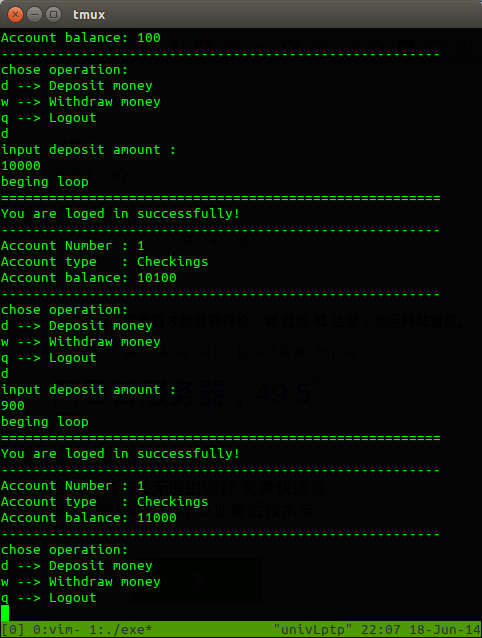 tmux
Account balance: 100
-------------------------------------------------------
chose operation:
d --> Deposit money
w --> Withdraw money
q --> Logout
d
input deposit amount :
10000
beging loop
=======================================================
You are loged in successfully!
-------------------------------------------------------
Account Number : 1
Account type   : Checkings
Account balance: 10100
-------------------------------------------------------
chose operation:
d --> Deposit money
w --> Withdraw money
q --> Logout
d
input deposit amount :
900
beging loop
=======================================================
You are loged in successfully!
-------------------------------------------------------
Account Number : 1
Account type   : Checkings
Account balance: 11000
-------------------------------------------------------
chose operation:
d --> Deposit money
w --> Withdraw money
q --> Logout
[0] 0:vim- 1:./exe* "univLptp" 22:07 18-Jun-14